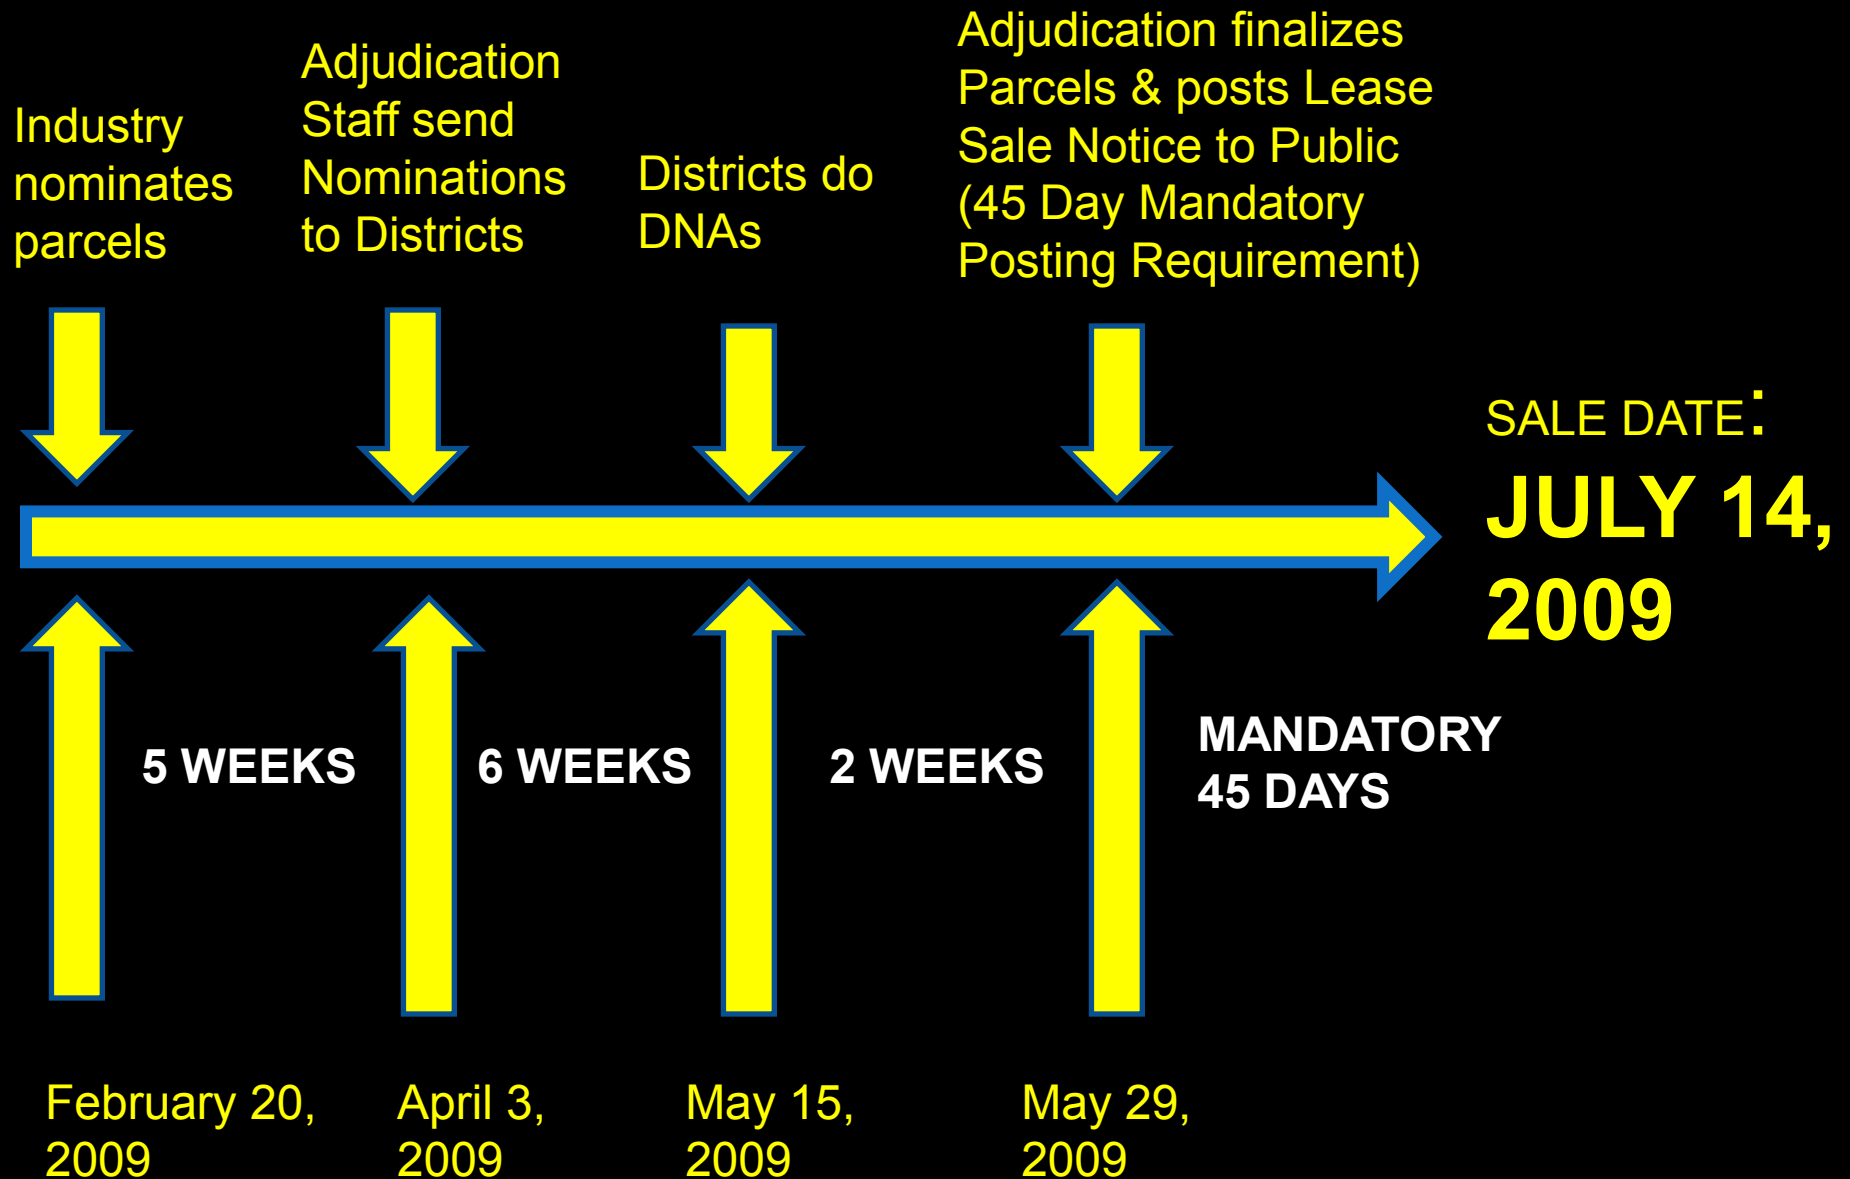 Industry
nominates
parcels
Adjudication
Staff send
Nominations
to Districts
Districts do
DNAs
Adjudication finalizes
Parcels & posts Lease
Sale Notice to Public
(45 Day Mandatory
Posting Requirement)
SALE DATE:
JULY 14,
2009
5 WEEKS
6 WEEKS
2 WEEKS
MANDATORY
45 DAYS
February 20,
2009
April 3,
2009
May 15,
2009
May 29,
2009